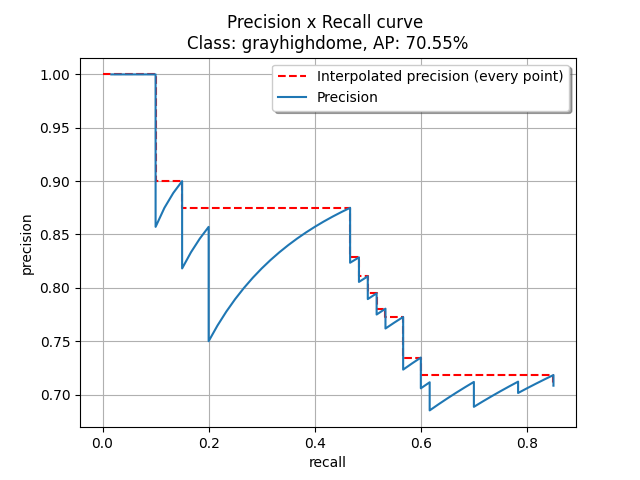 Precision x Recall curve
Class: grayhighdome, AP: 70.55%
Interpolated precision (every point)
Precision
1.00
0.95
0.90
0.85
0.80
0.75
0.70
precision
0.0 0.2 0.4 0.6 0.8
recall